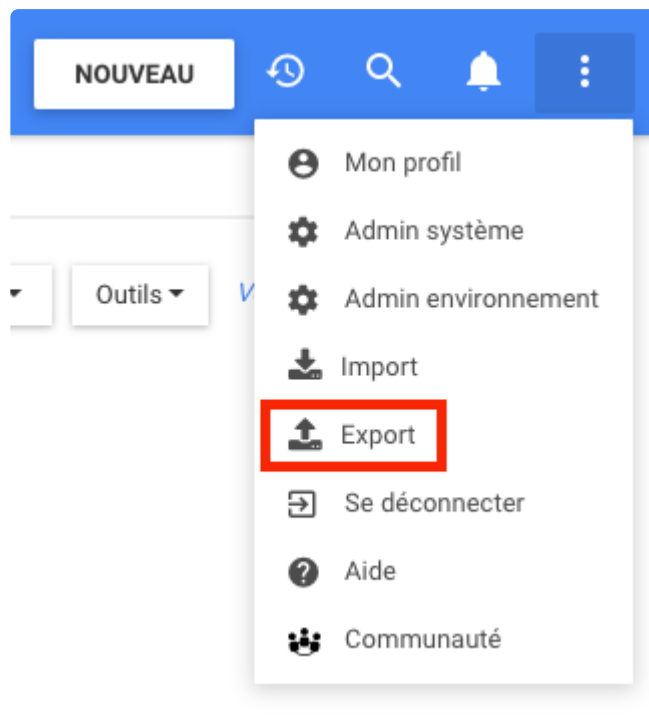 NOUVEAU
Mon profil
Admin système
Outils
V
Admin environnement
Import
Export
Se déconnecter
Aide
Communauté